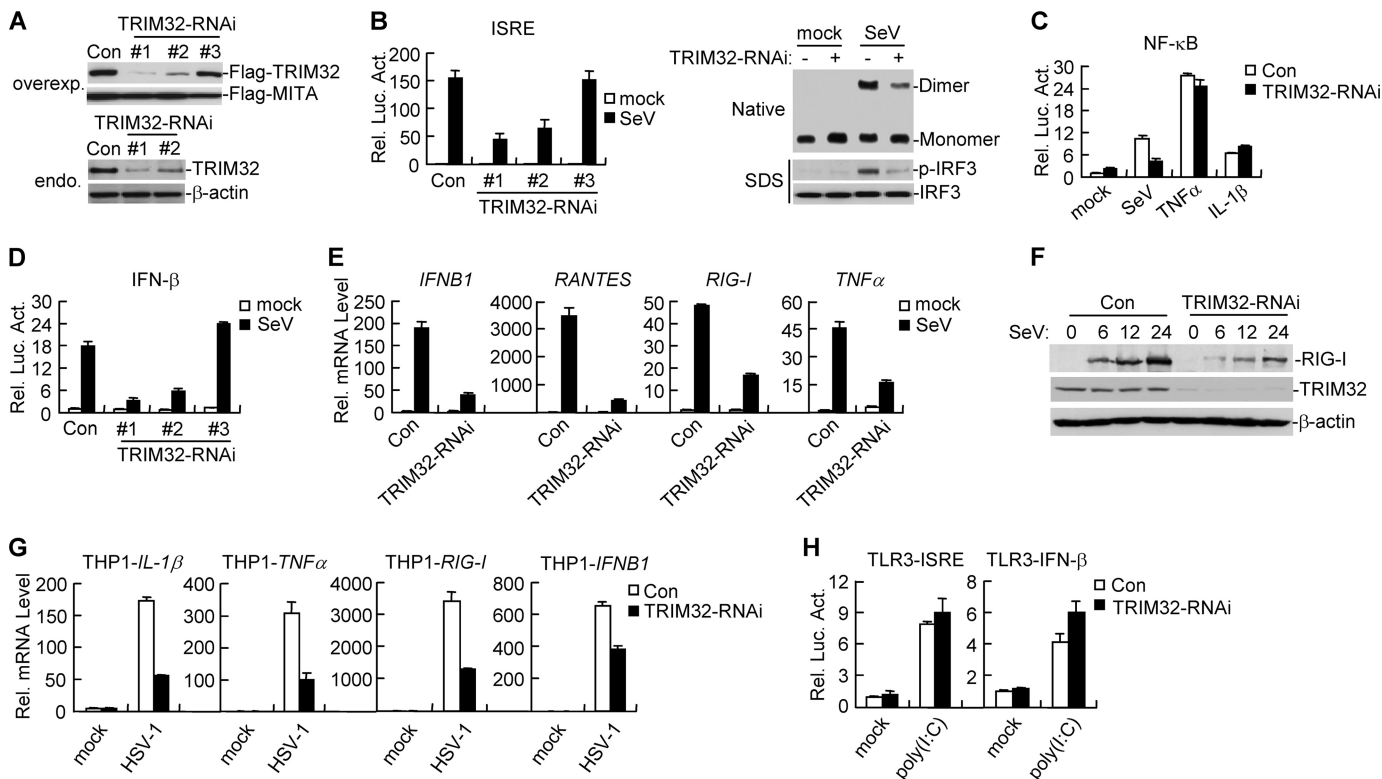 A
TRIM32-RNAi
Con #1 #2 #3
overexp.
-Flag-TRIM32
-Flag-MITA
TRIM32-RNAi
Con #1 #2
endo.
-TRIM32
-β-actin
B
ISRE
Rel. Luc. Act.
200
150
100
50
0
mock
SeV
Con #1 #2 #3
TRIM32-RNAi
mock SeV
TRIM32-RNAi: - + - +
Native
-Dimer
-Monomer
SDS
-p-IRF3
-IRF3
C
NF-κB
Rel. Luc. Act.
30
24
18
12
6
0
Con
TRIM32-RNAi
mock SeV TNFα IL-1β
D
IFN-β
Rel. Luc. Act.
30
24
18
12
6
0
mock
SeV
Con #1 #2 #3
TRIM32-RNAi
E
Rel. mRNA Level
IFNB1
250
200
150
100
50
0
Con TRIM32-RNAi
RANTES
4000
3000
2000
1000
Con TRIM32-RNAi
RIG-I
50
40
30
20
10
0
Con TRIM32-RNAi
TNFα
60
45
30
15
Con TRIM32-RNAi
mock
SeV
F
Con TRIM32-RNAi
SeV: 0 6 12 24 0 6 12 24
-RIG-I
-TRIM32
-β-actin
G
Rel. mRNA Level
THP1-IL-1β
200
150
100
50
0
mock HSV-1
THP1-TNFα
400
300
200
100
mock HSV-1
THP1-RIG-I
4000
3000
2000
1000
mock HSV-1
THP1-IFNB1
800
600
400
200
mock HSV-1
Con
TRIM32-RNAi
H
Rel. Luc. Act.
TLR3-ISRE
12
9
6
3
0
mock poly(I:C)
TLR3-IFN-β
8
6
4
2
mock poly(I:C)
Con
TRIM32-RNAi